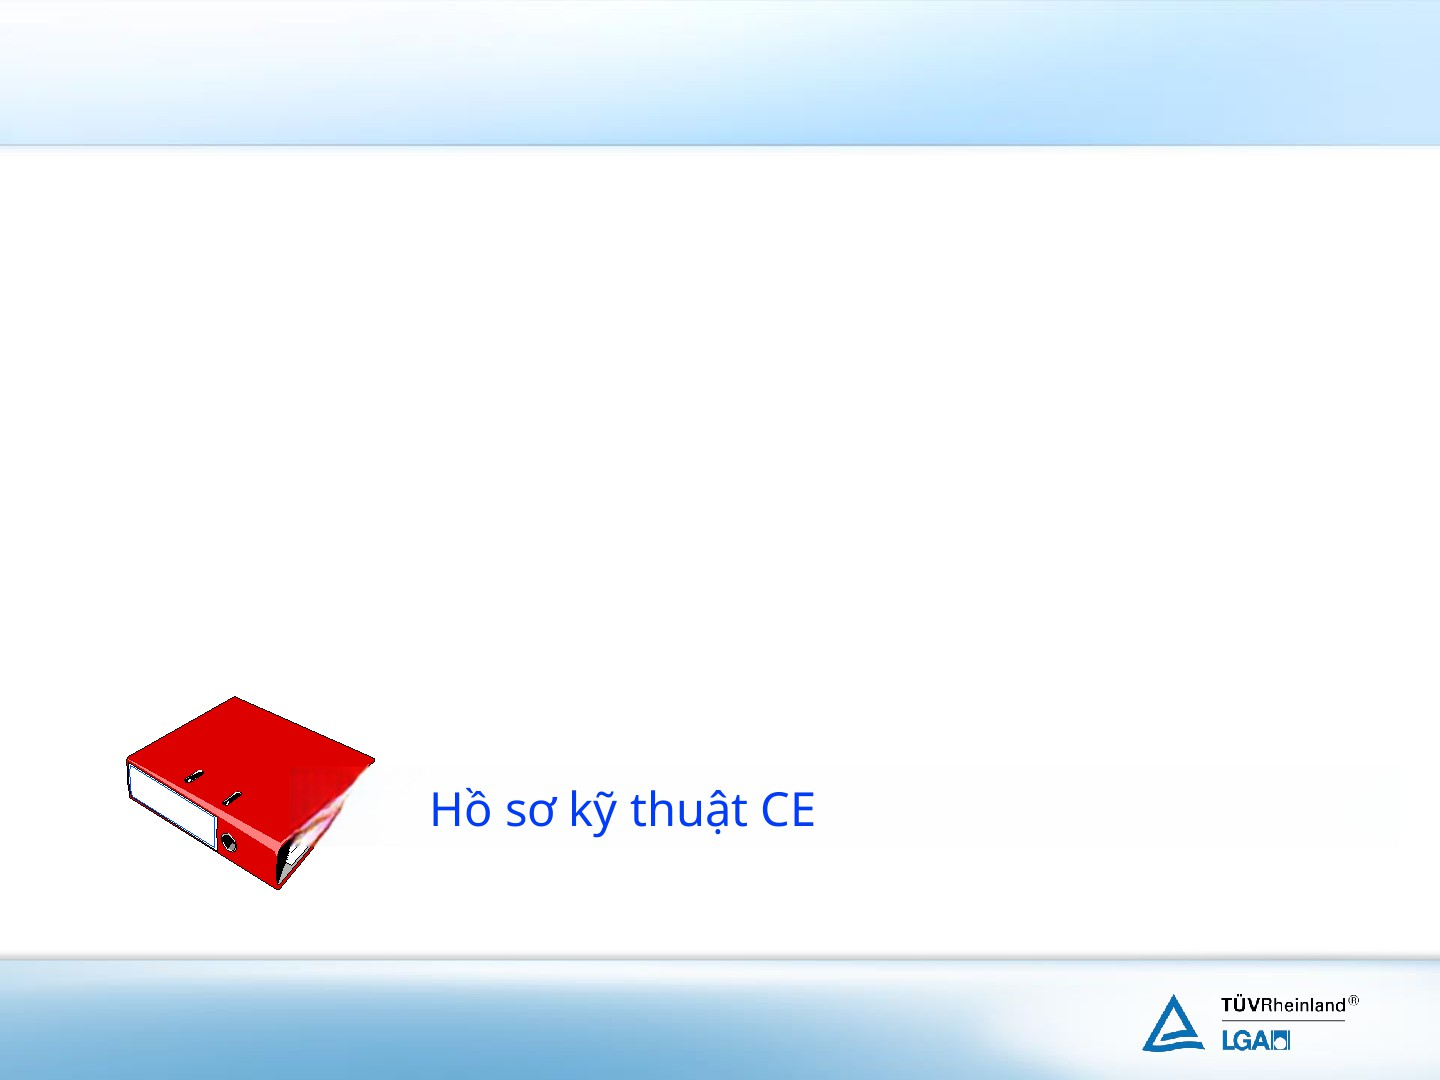 Hồ sơ kỹ thuật CE
TÜVRheinland®
LGA